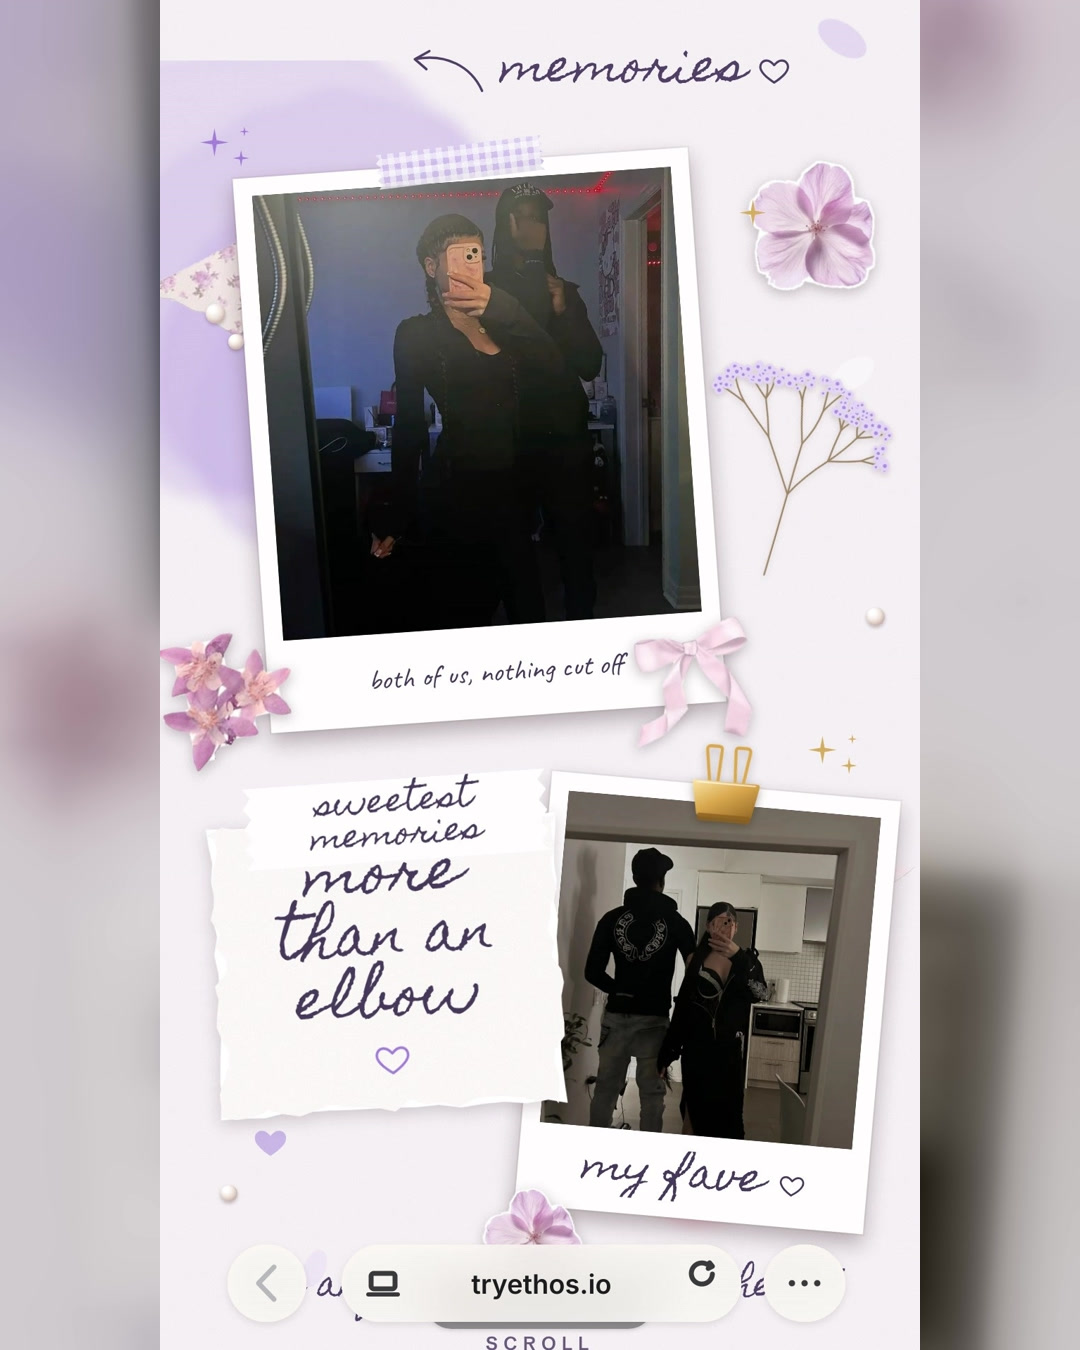 memories
both of us, nothing cut off
sweetest
memories
more
than an
elbow
my fave
tryethos.io
SCROLL